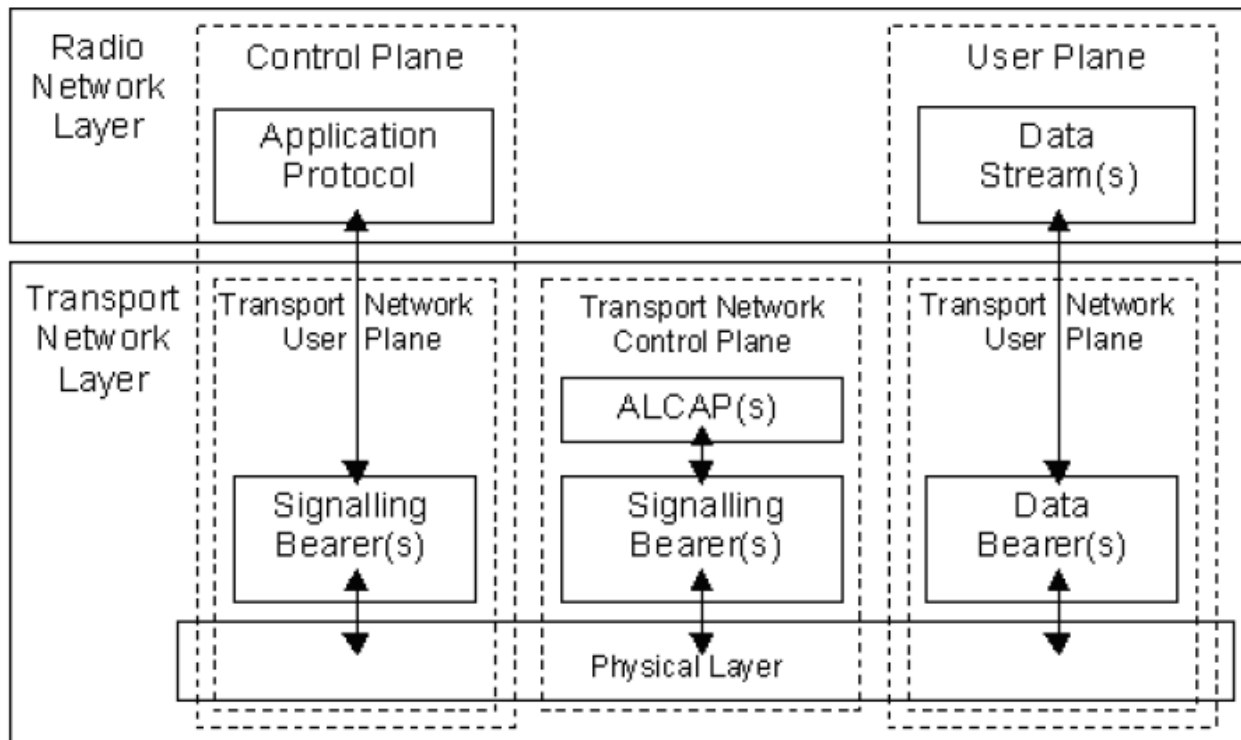 Radio
Network
Layer
Control Plane
Application
Protocol
User Plane
Data
Stream(s)
Transport
Network
Layer
Transport Network
User Plane
Transport Network
Control Plane
ALCAP(s)
Transport Network
User Plane
Signalling
Bearer(s)
Signalling
Bearer(s)
Data
Bearer(s)
Physical Layer